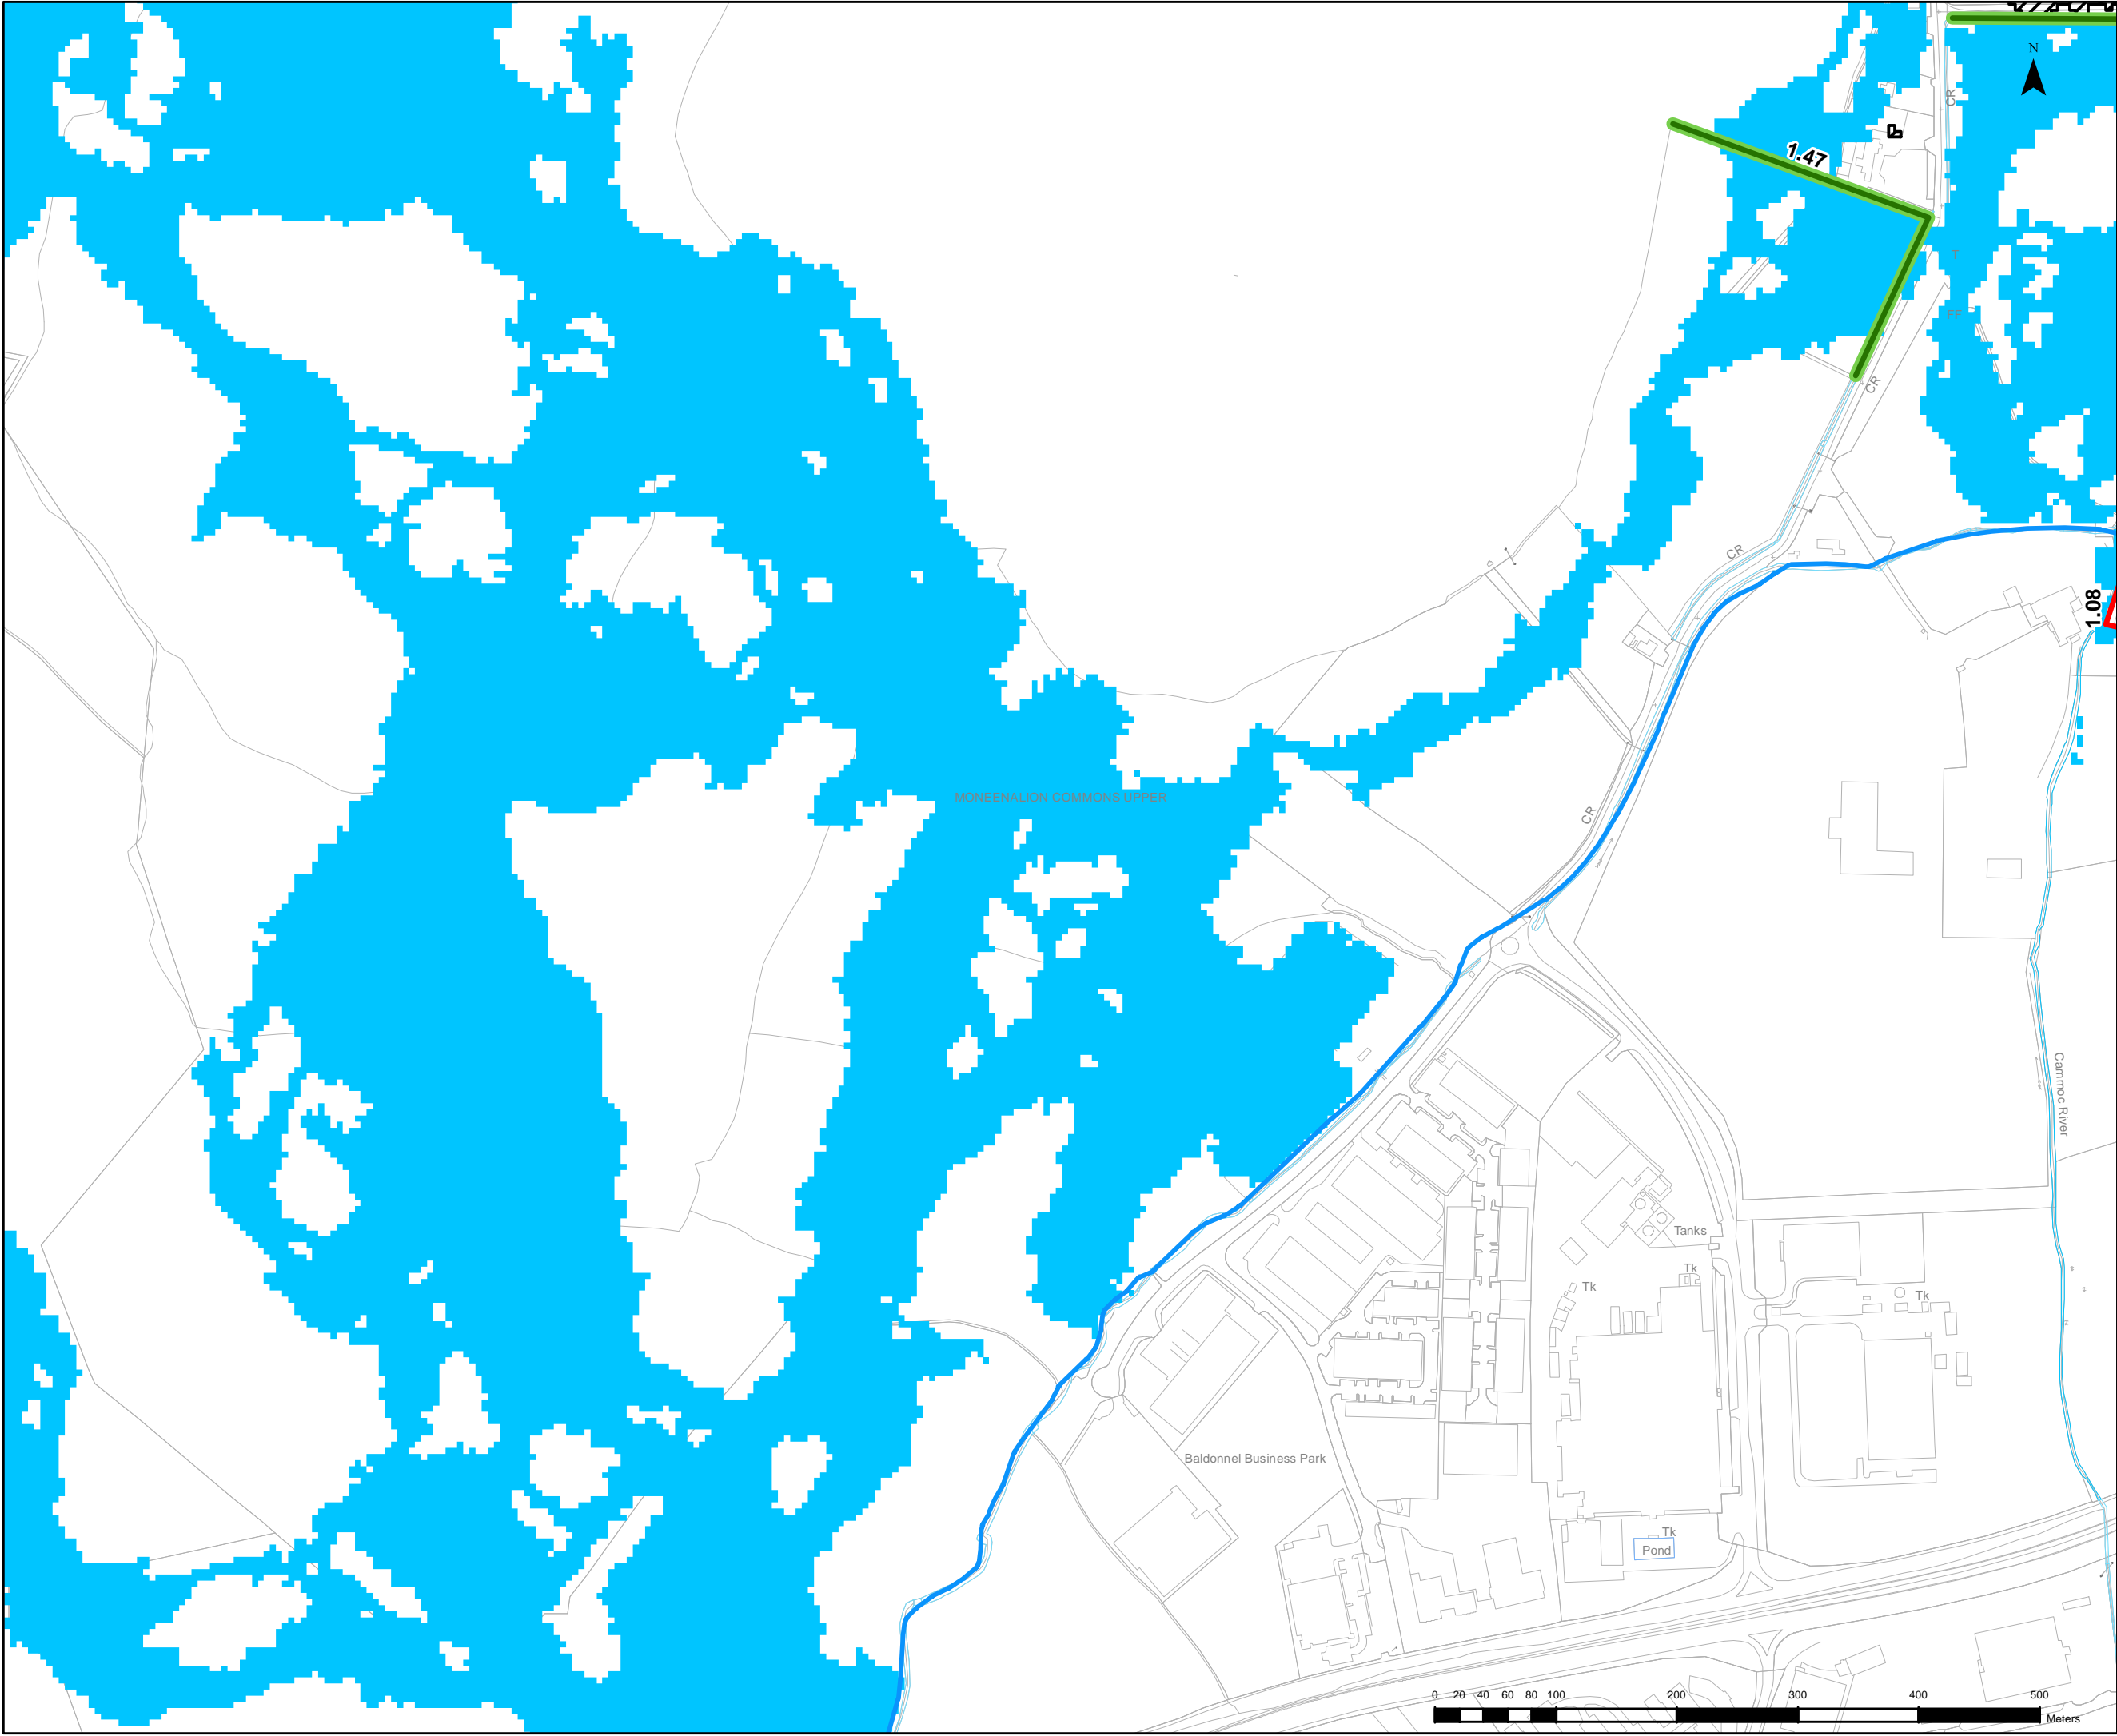 N
CR
1.47
T
FF
CR
CR
1.08
MONEENALION COMMONS UPPER
CR
Cammoc River
Tanks
Tk
Tk
Tk
Baldonnel Business Park
Tk
Pond
0 20 40 60 80 100 200 300 400 500
Meters